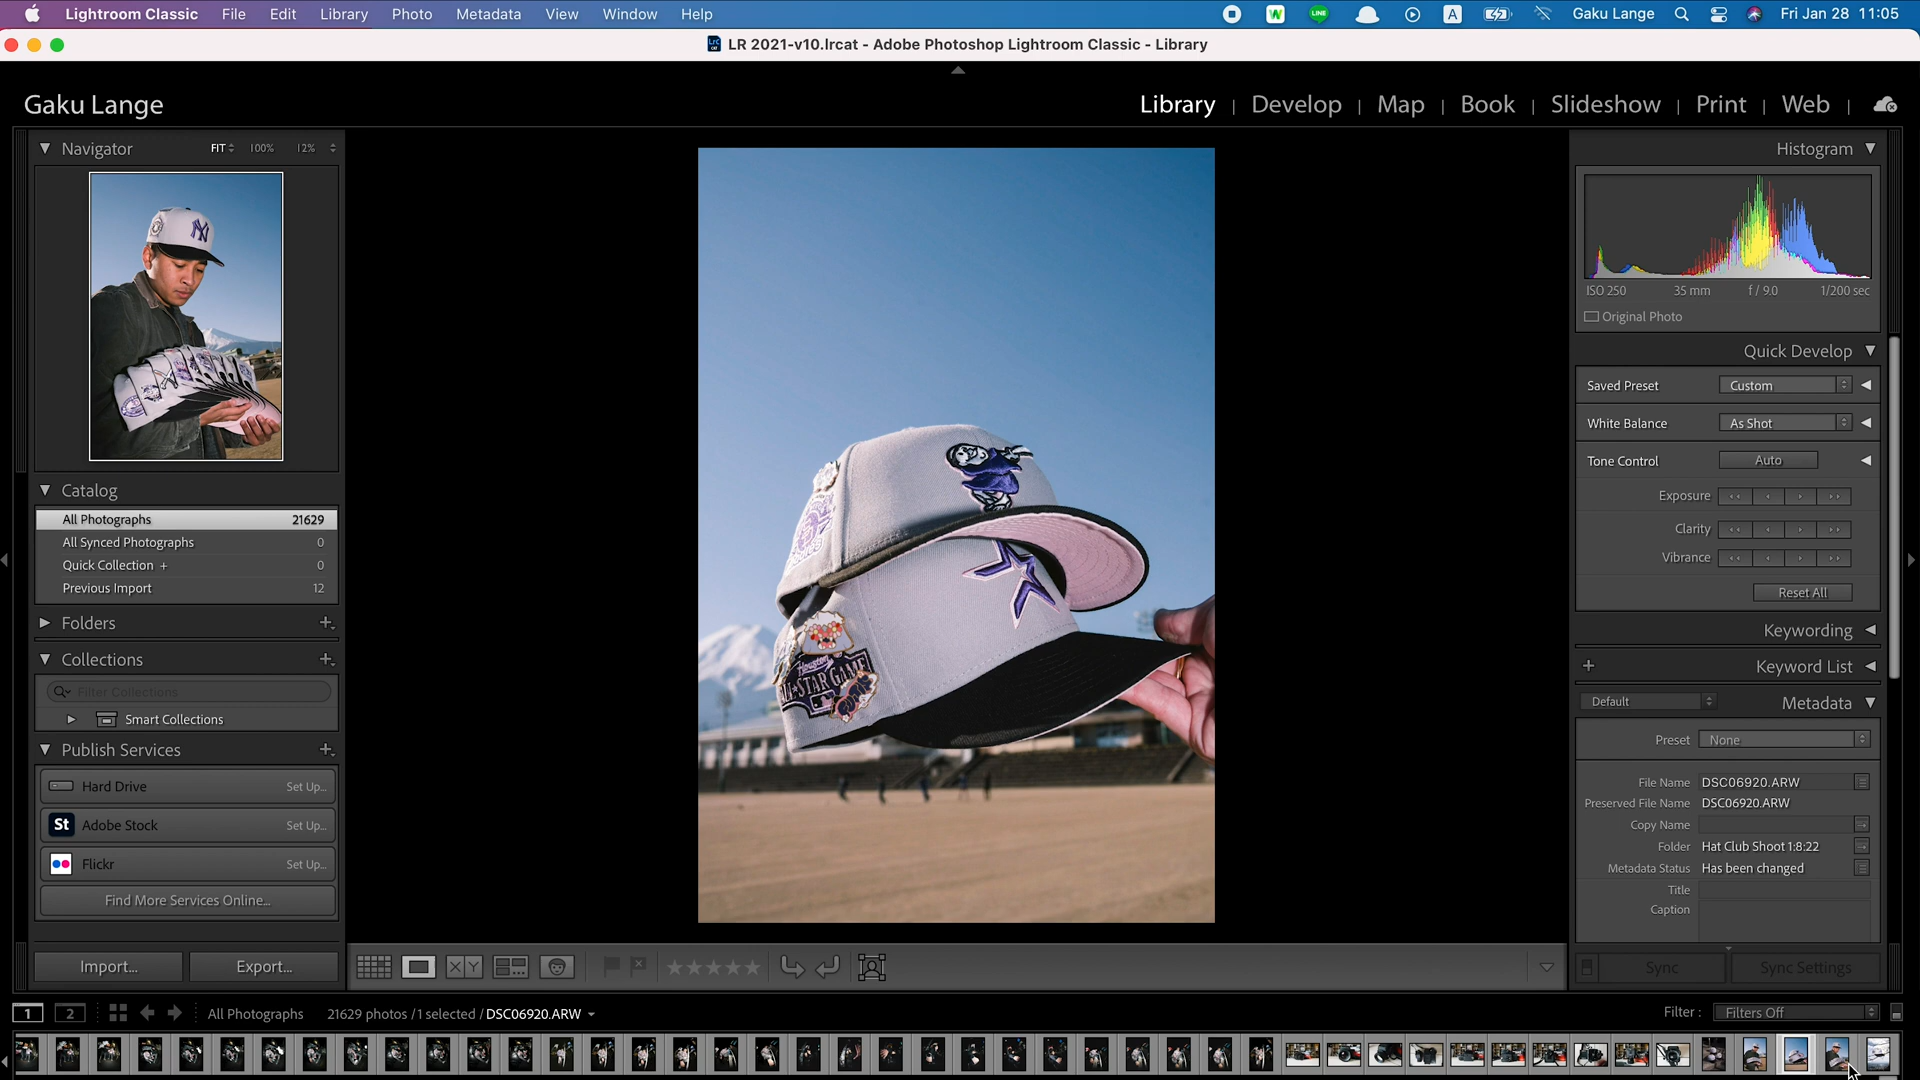 Lightroom Classic File Edit Library Photo Metadata View Window Help W LINE A Gaku Lange Fri Jan 28 11:05
LR 2021-v10.lrcat - Adobe Photoshop Lightroom Classic - Library
Gaku Lange
Library | Develop | Map | Book | Slideshow | Print | Web |
Navigator FIT 100% 12%
Catalog
All Photographs 21629
All Synced Photographs 0
Quick Collection + 0
Previous Import 12
Folders
Collections
Filter Collections
Smart Collections
Publish Services
Hard Drive Set Up...
St Adobe Stock Set Up...
Flickr Set Up...
Find More Services Online...
Import... Export...
NY
Houston
ALL★STAR GAME
Histogram
ISO 250 35 mm f / 9.0 1/200 sec
Original Photo
Quick Develop
Saved Preset Custom
White Balance As Shot
Tone Control Auto
Exposure
Clarity
Vibrance
Reset All
Keywording
Keyword List
Default Metadata
Preset None
File Name DSC06920.ARW
Preserved File Name DSC06920.ARW
Copy Name
Folder Hat Club Shoot 1:8:22
Metadata Status Has been changed
Title
Caption
Sync Sync Settings
X Y
1 2 All Photographs 21629 photos / 1 selected / DSC06920.ARW
Filter : Filters Off